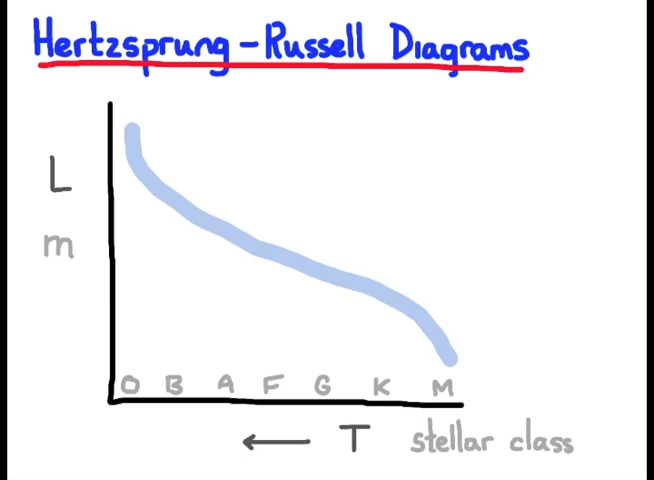 Hertzsprung-Russell Diagrams
L
m
O B A F G K M
← T stellar class